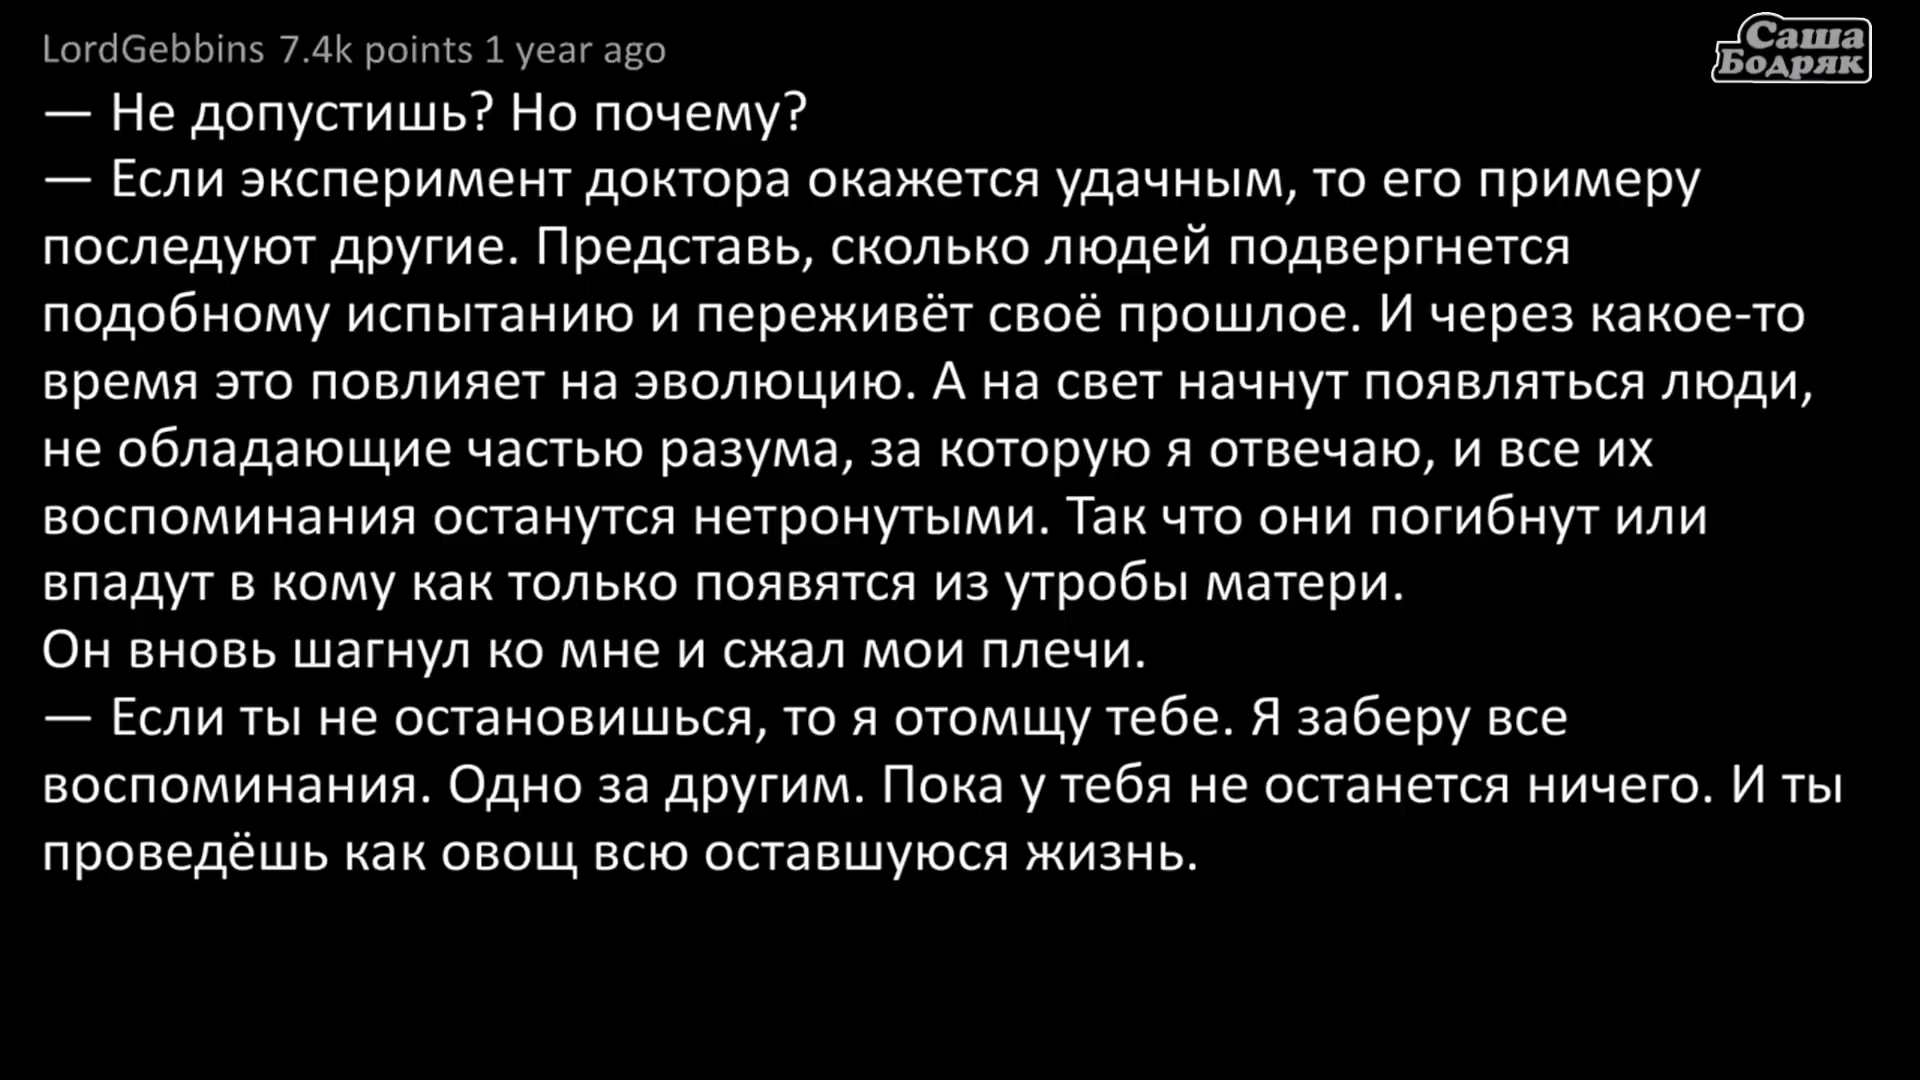 LordGebbins 7.4k points 1 year ago
Саша
Бодряк
— Не допустишь? Но почему?
— Если эксперимент доктора окажется удачным, то его примеру
последуют другие. Представь, сколько людей подвергнется
подобному испытанию и переживёт своё прошлое. И через какое-то
время это повлияет на эволюцию. А на свет начнут появляться люди,
не обладающие частью разума, за которую я отвечаю, и все их
воспоминания останутся нетронутыми. Так что они погибнут или
впадут в кому как только появятся из утробы матери.
Он вновь шагнул ко мне и сжал мои плечи.
— Если ты не остановишься, то я отомщу тебе. Я заберу все
воспоминания. Одно за другим. Пока у тебя не останется ничего. И ты
проведёшь как овощ всю оставшуюся жизнь.